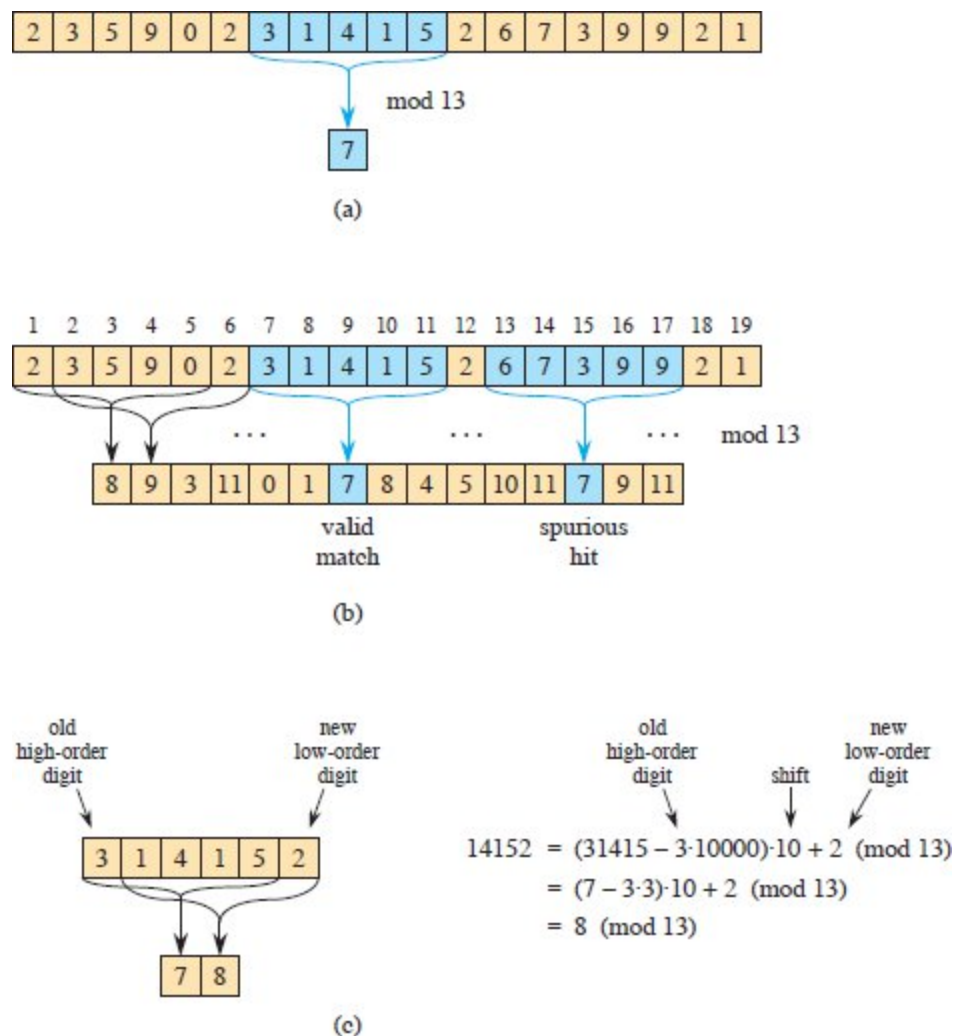 2 3 5 9 0 2 3 1 4 1 5 2 6 7 3 9 9 2 1
mod 13
7
(a)
1 2 3 4 5 6 7 8 9 10 11 12 13 14 15 16 17 18 19
2 3 5 9 0 2 3 1 4 1 5 2 6 7 3 9 9 2 1
... ... ... mod 13
8 9 3 11 0 1 7 8 4 5 10 11 7 9 11
valid
match
spurious
hit
(b)
old
high-order
digit
new
low-order
digit
3 1 4 1 5 2
7 8
old
high-order
digit
shift
new
low-order
digit
14152 = (31415 – 3·10000)·10 + 2 (mod 13)
= (7 – 3·3)·10 + 2 (mod 13)
= 8 (mod 13)
(c)